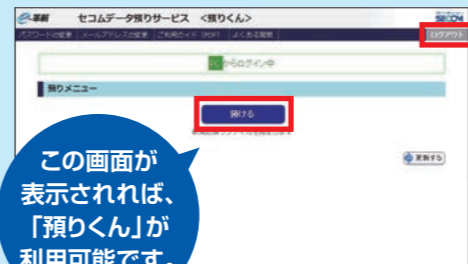 革新 セコムデータ預りサービス <預りくん> SECOM
パスワードの変更 メールアドレスの変更 ご利用ガイド (PDF) よくある質問 ログアウト
PC からログイン中
預りメニュー
預ける
更新する
この画面が
表示されれば、
「預りくん」が
利用可能です。